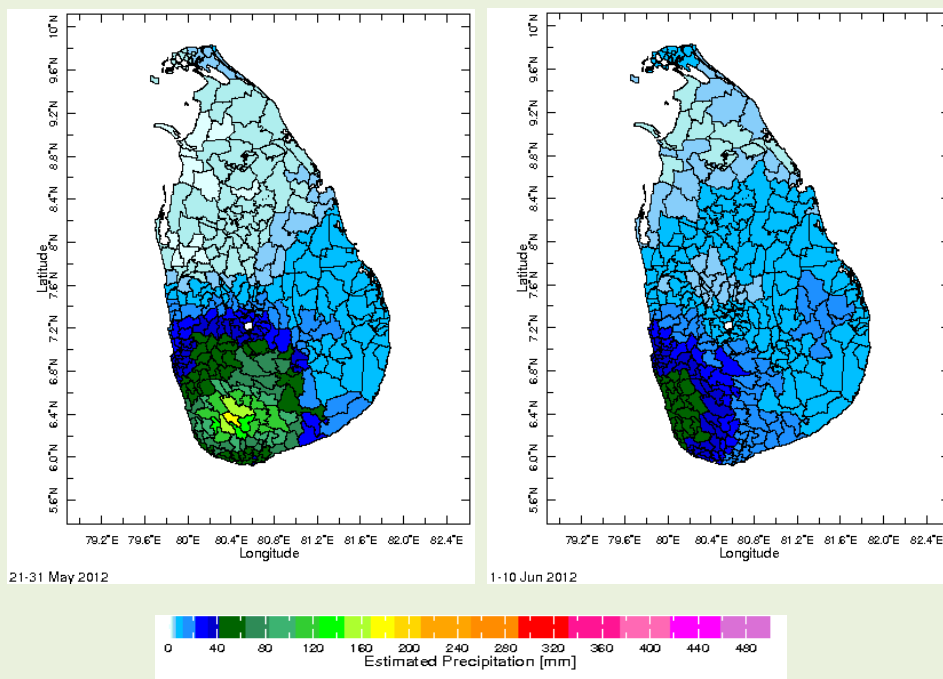 10°N
9.6°N
9.2°N
8.8°N
8.4°N
8°N
7.6°N
7.2°N
6.8°N
6.4°N
6.0°N
5.6°N
Latitude
79.2°E 79.6°E 80°E 80.4°E 80.8°E 81.2°E 81.6°E 82.0°E 82.4°E
Longitude
21-31 May 2012
10°N
9.6°N
9.2°N
8.8°N
8.4°N
8°N
7.6°N
7.2°N
6.8°N
6.4°N
6.0°N
5.6°N
Latitude
79.2°E 79.6°E 80°E 80.4°E 80.8°E 81.2°E 81.6°E 82.0°E 82.4°E
Longitude
1-10 Jun 2012
0 40 80 120 160 200 240 280 320 360 400 440 480
Estimated Precipitation [mm]